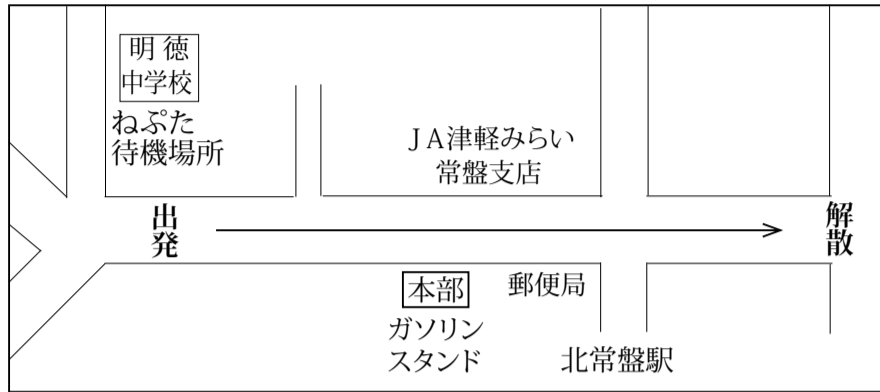 明徳
中学校
ねぷた
待機場所
ＪＡ津軽みらい
常盤支店
出発
解散
本部
郵便局
ガソリン
スタンド
北常盤駅